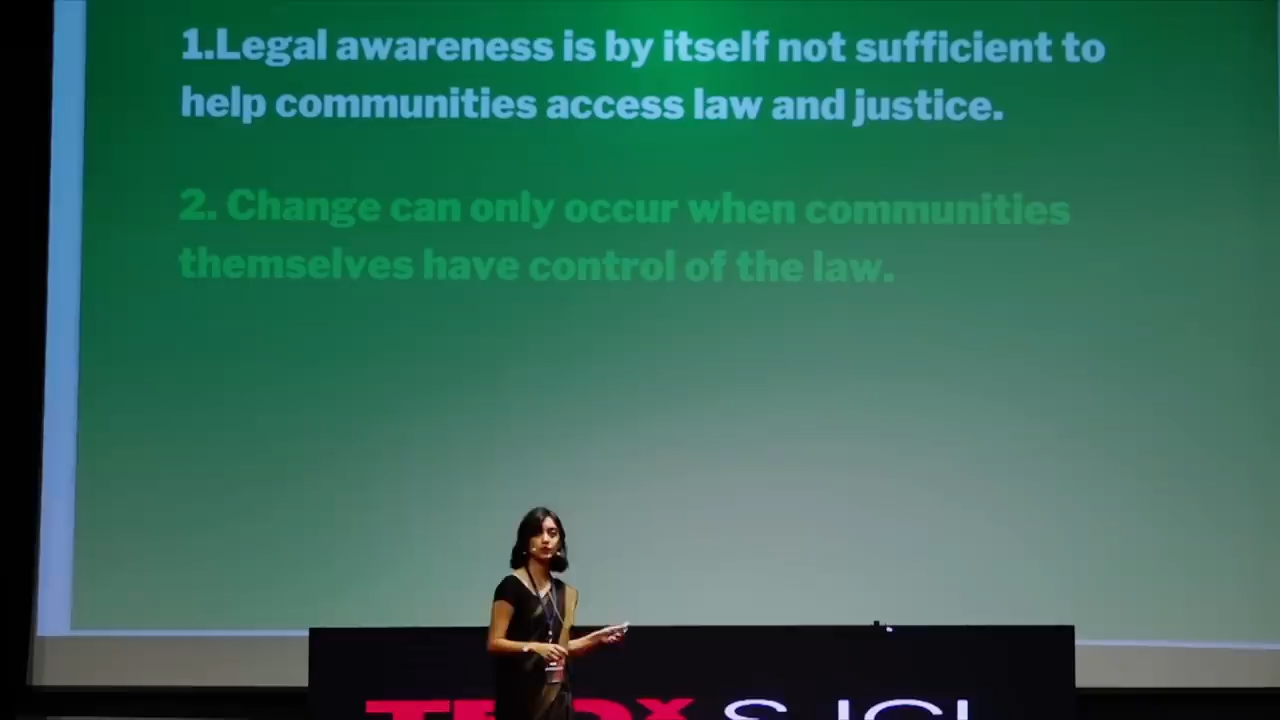 1.Legal awareness is by itself not sufficient to
help communities access law and justice.
2. Change can only occur when communities
themselves have control of the law.
TEDx